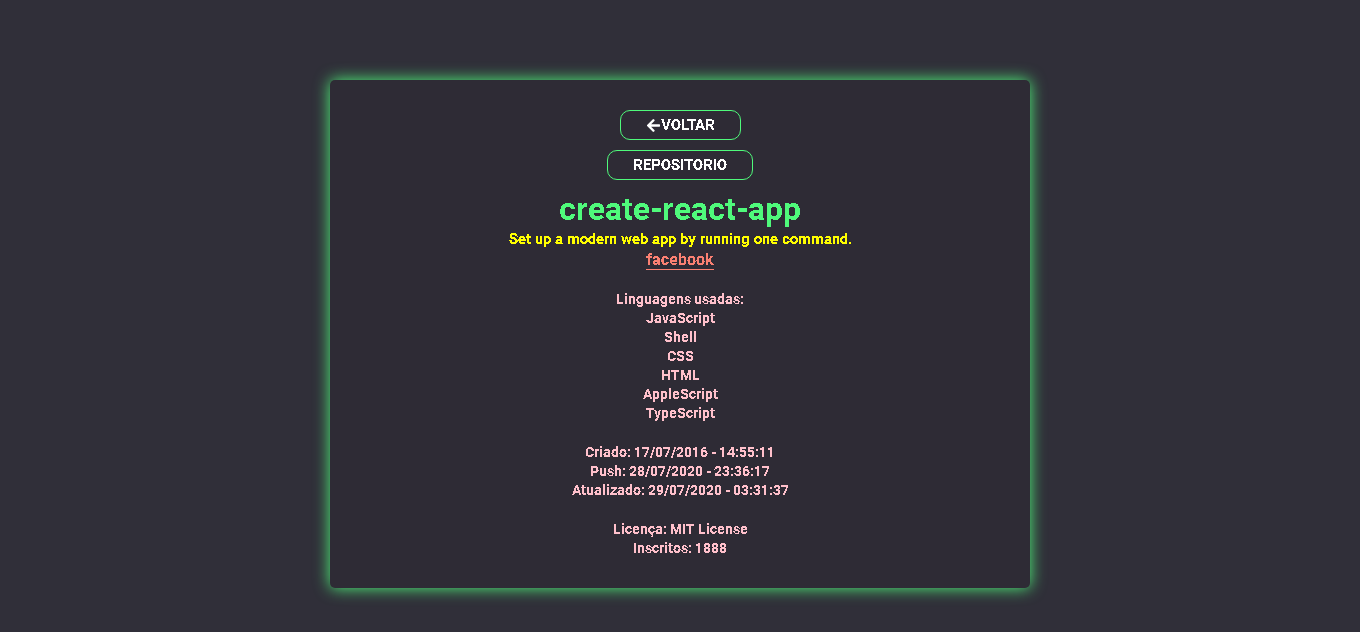 VOLTAR
REPOSITORIO
create-react-app
Set up a modern web app by running one command.
facebook
Linguagens usadas:
JavaScript
Shell
CSS
HTML
AppleScript
TypeScript
Criado: 17/07/2016 - 14:55:11
Push: 28/07/2020 - 23:36:17
Atualizado: 29/07/2020 - 03:31:37
Licença: MIT License
Inscritos: 1888